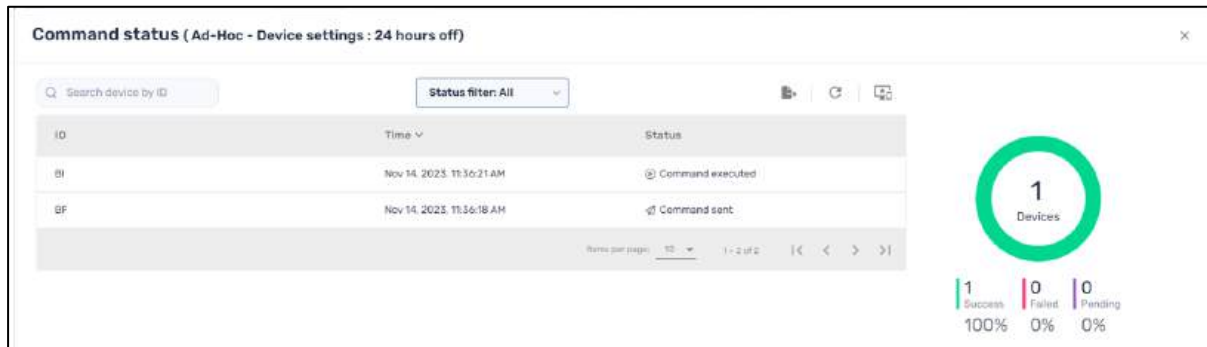 Command status ( Ad-Hoc - Device settings : 24 hours off)
Search device by ID
Status filter: All
ID Time Status
BI Nov 14, 2023, 11:36:21 AM Command executed
BF Nov 14, 2023, 11:36:18 AM Command sent
Items per page: 10 1 - 2 of 2
1
Devices
1 0 0
Success Failed Pending
100% 0% 0%